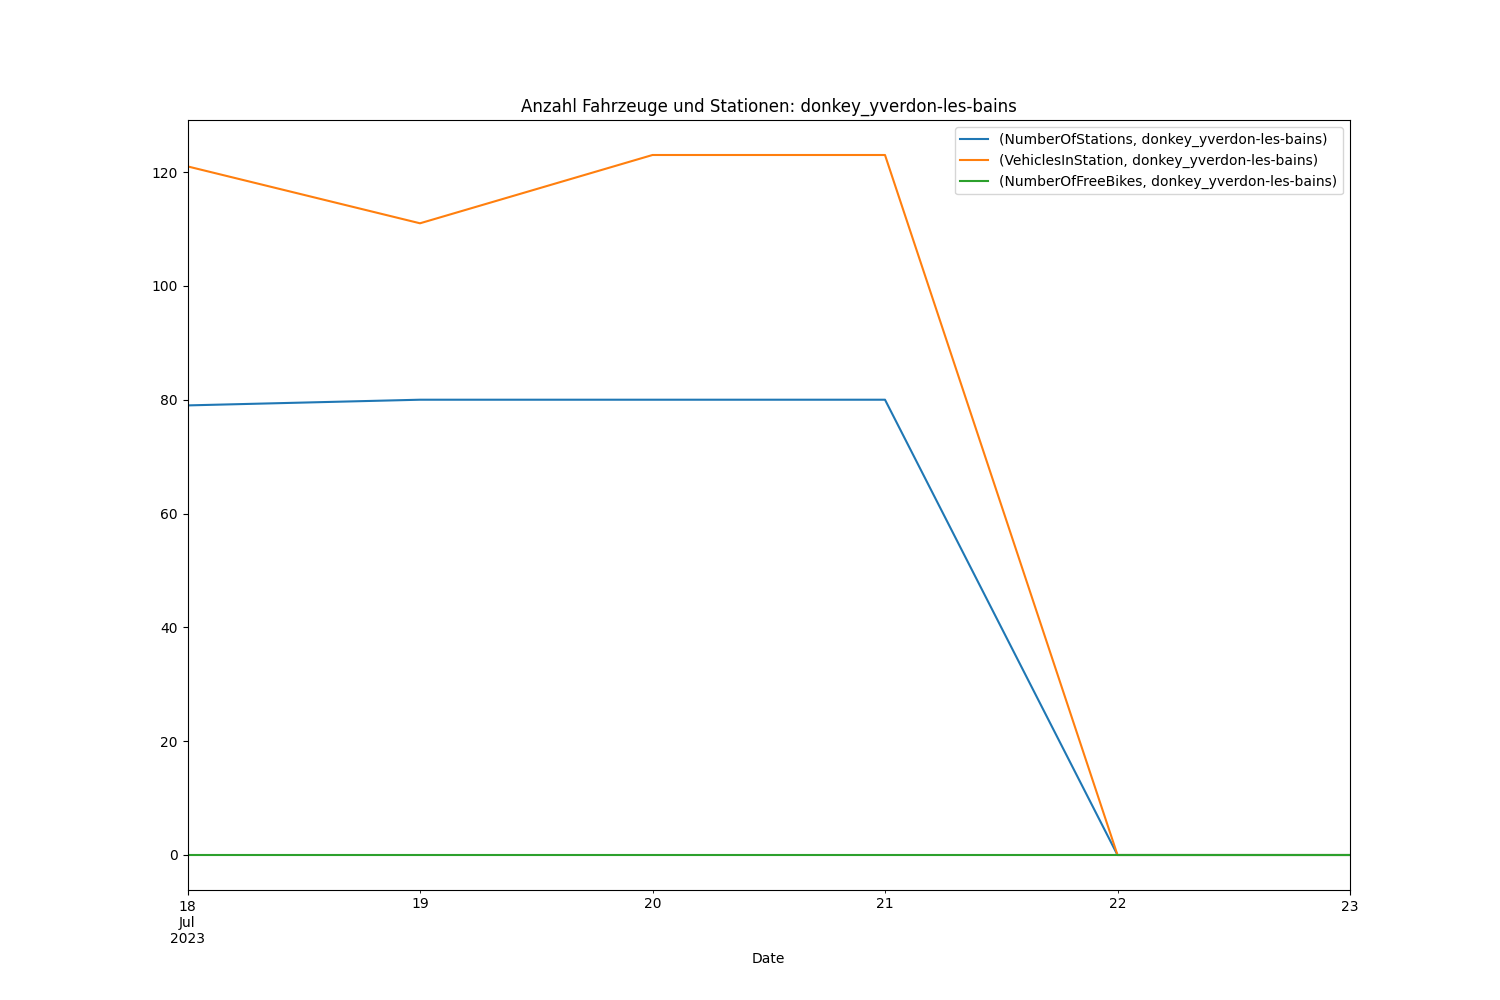 Anzahl Fahrzeuge und Stationen: donkey_yverdon-les-bains
(NumberOfStations, donkey_yverdon-les-bains)
(VehiclesInStation, donkey_yverdon-les-bains)
(NumberOfFreeBikes, donkey_yverdon-les-bains)
120
100
80
60
40
20
0
18 19 20 21 22 23
Jul
2023
Date